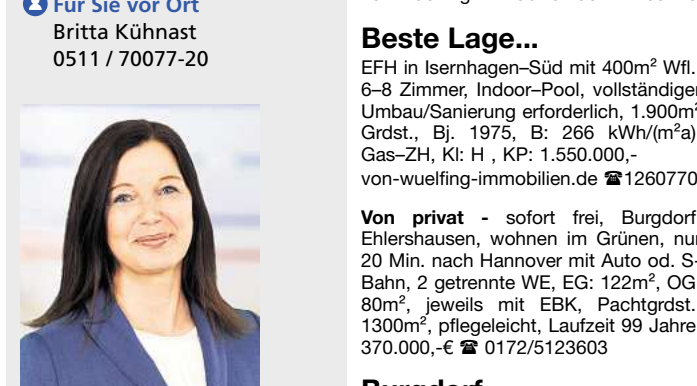 Für Sie vor Ort
Britta Kühnast
0511 / 70077-20
Beste Lage...
EFH in Isernhagen–Süd mit 400m² Wfl.
6–8 Zimmer, Indoor–Pool, vollständiger
Umbau/Sanierung erforderlich, 1.900m²
Grdst., Bj. 1975, B: 266 kWh/(m²a)
Gas–ZH, Kl: H , KP: 1.550.000,-
von-wuelfing-immobilien.de ☎1260770
Von privat - sofort frei, Burgdorf
Ehlershausen, wohnen im Grünen, nur
20 Min. nach Hannover mit Auto od. S-
Bahn, 2 getrennte WE, EG: 122m², OG
80m², jeweils mit EBK, Pachtgrdst.
1300m², pflegeleicht, Laufzeit 99 Jahre
370.000,-€ ☎ 0172/5123603
Burgdorf